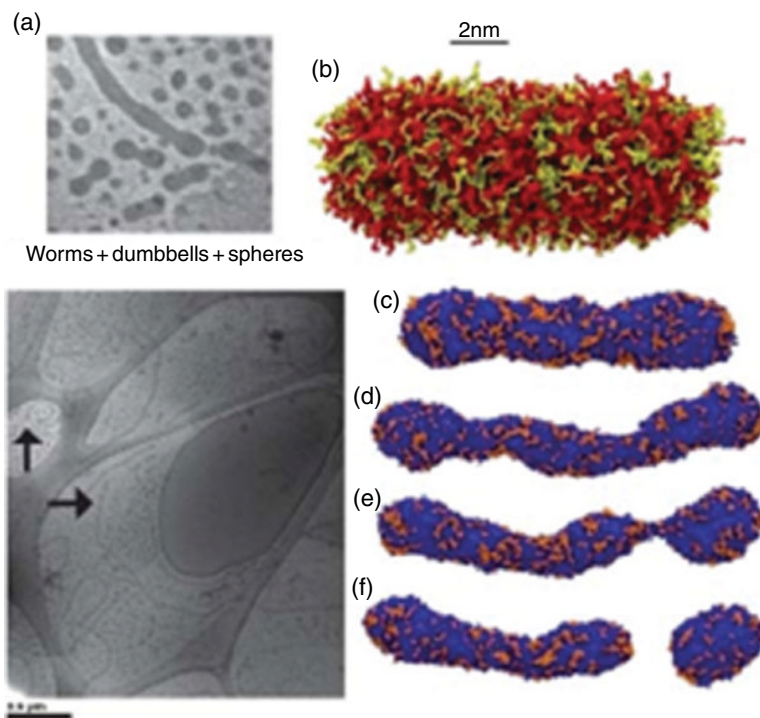 (a)
2nm
(b)
Worms + dumbbells + spheres
(c)
(d)
(e)
(f)